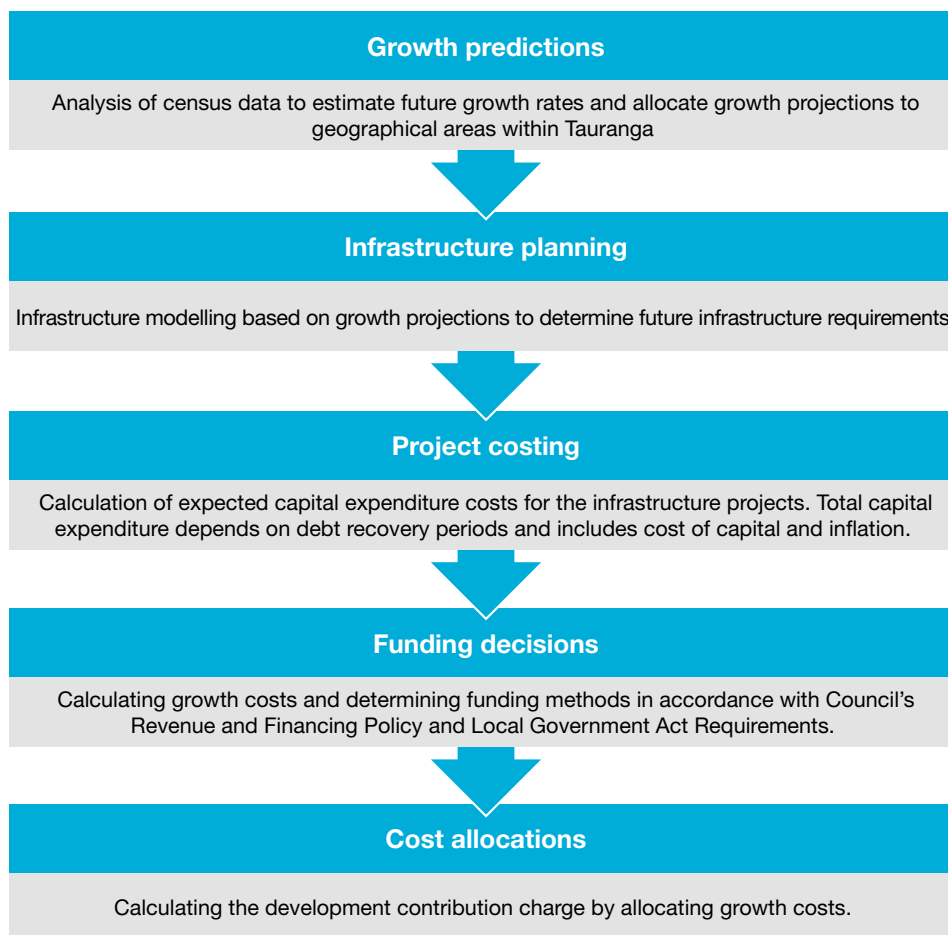 Growth predictions
Analysis of census data to estimate future growth rates and allocate growth projections to
geographical areas within Tauranga
Infrastructure planning
Infrastructure modelling based on growth projections to determine future infrastructure requirements
Project costing
Calculation of expected capital expenditure costs for the infrastructure projects. Total capital
expenditure depends on debt recovery periods and includes cost of capital and inflation.
Funding decisions
Calculating growth costs and determining funding methods in accordance with Council’s
Revenue and Financing Policy and Local Government Act Requirements.
Cost allocations
Calculating the development contribution charge by allocating growth costs.